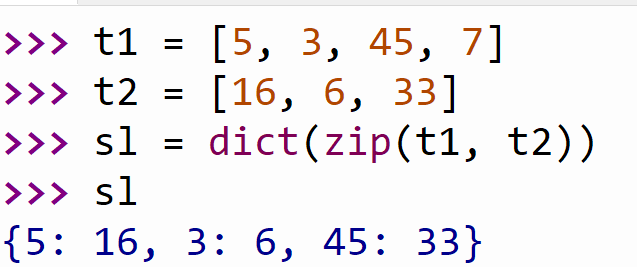 >>> t1 = [5, 3, 45, 7]
>>> t2 = [16, 6, 33]
>>> sl = dict(zip(t1, t2))
>>> sl
{5: 16, 3: 6, 45: 33}